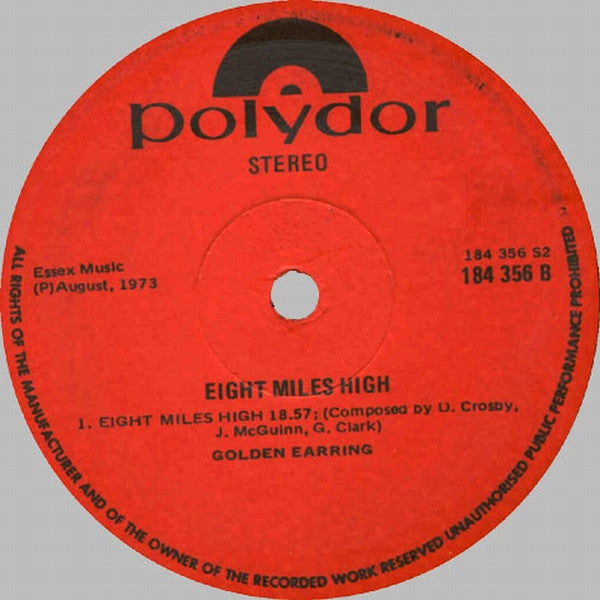 polydor
STEREO
Essex Music
(P)August, 1973
184 356 S2
184 356 B
EIGHT MILES HIGH
1. EIGHT MILES HIGH 18.57; (Composed by D. Crosby,
J. McGuinn, G. Clark)
GOLDEN EARRING
ALL RIGHTS OF THE MANUFACTURER AND OF THE OWNER OF THE RECORDED WORK RESERVED UNAUTHORISED PUBLIC PERFORMANCE PROHIBITED